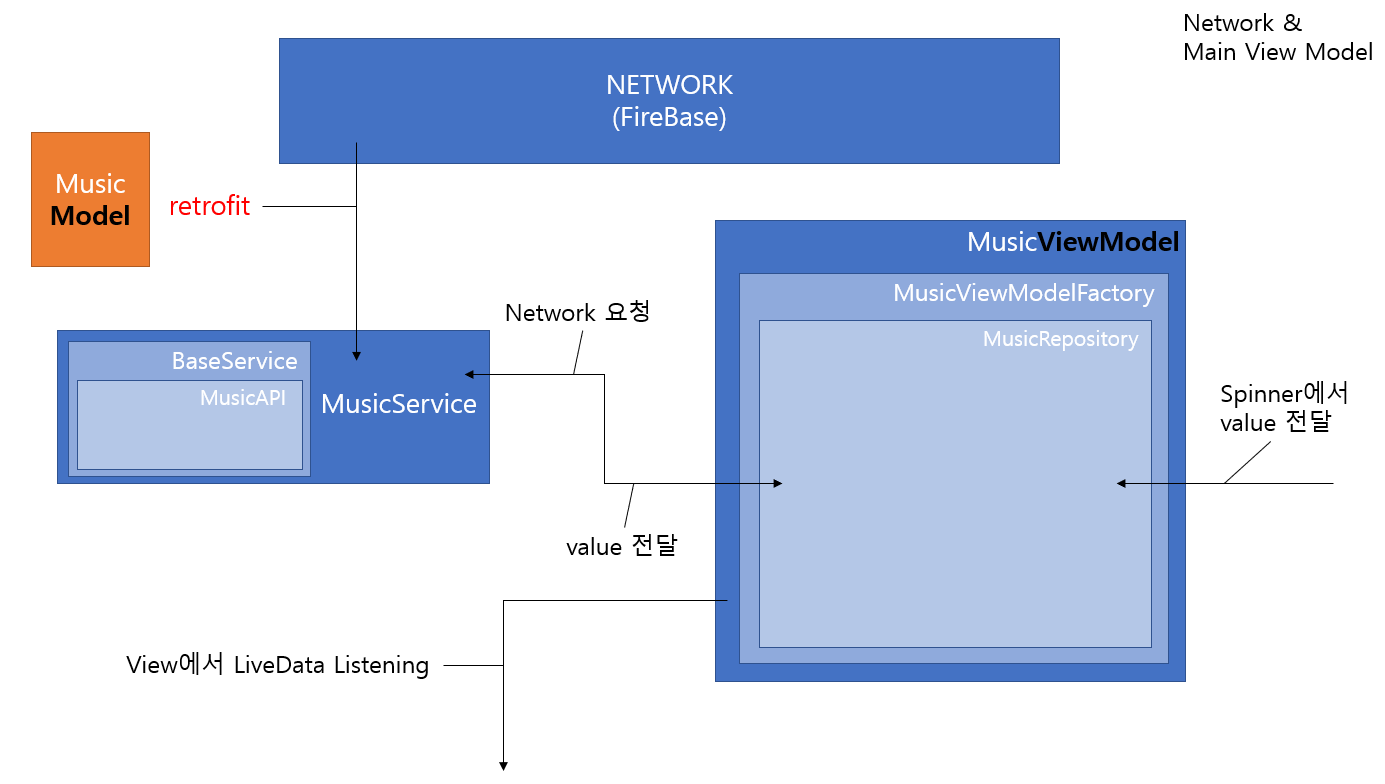 Network &
Main View Model
NETWORK
(FireBase)
Music
Model
retrofit
MusicViewModel
MusicViewModelFactory
MusicRepository
Network 요청
BaseService
MusicAPI
MusicService
Spinner에서
value 전달
value 전달
View에서 LiveData Listening